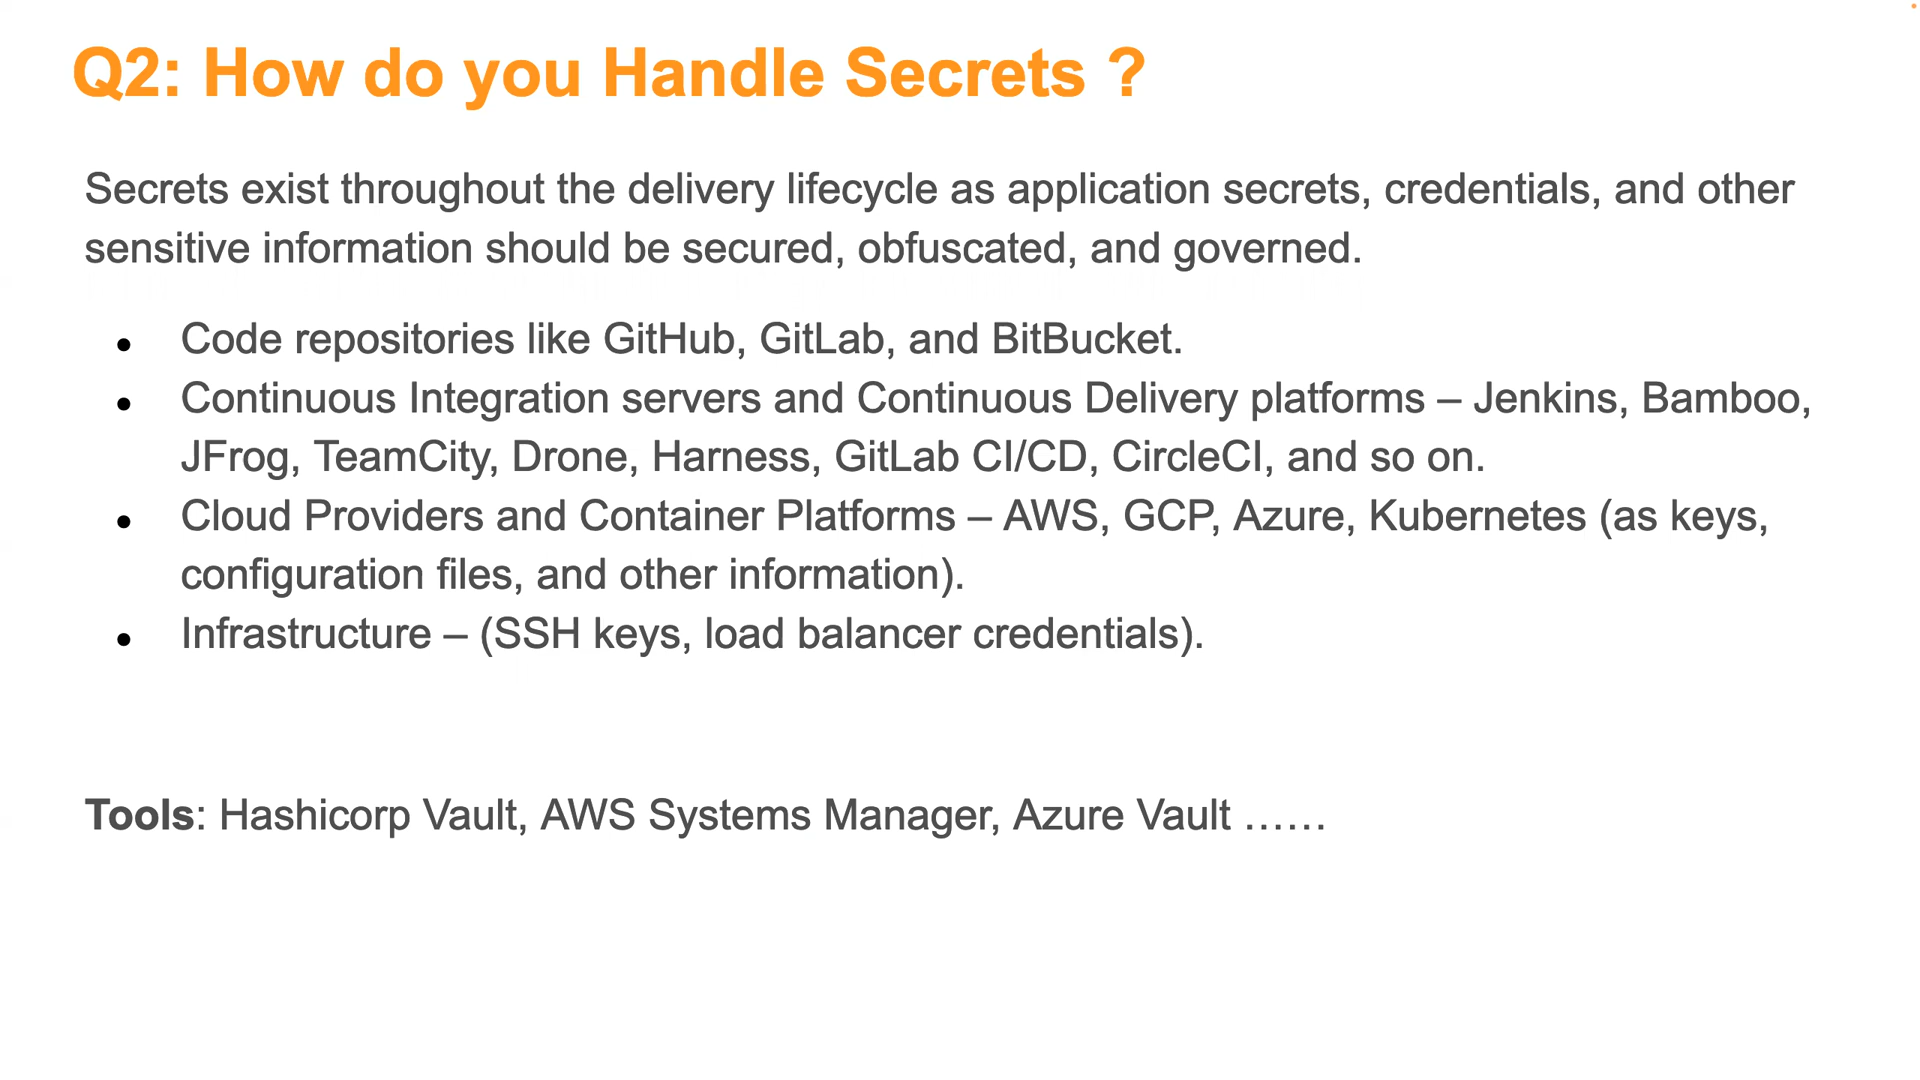 Q2: How do you Handle Secrets ?
Secrets exist throughout the delivery lifecycle as application secrets, credentials, and other
sensitive information should be secured, obfuscated, and governed.
● Code repositories like GitHub, GitLab, and BitBucket.
● Continuous Integration servers and Continuous Delivery platforms – Jenkins, Bamboo,
JFrog, TeamCity, Drone, Harness, GitLab CI/CD, CircleCI, and so on.
● Cloud Providers and Container Platforms – AWS, GCP, Azure, Kubernetes (as keys,
configuration files, and other information).
● Infrastructure – (SSH keys, load balancer credentials).
Tools: Hashicorp Vault, AWS Systems Manager, Azure Vault ......